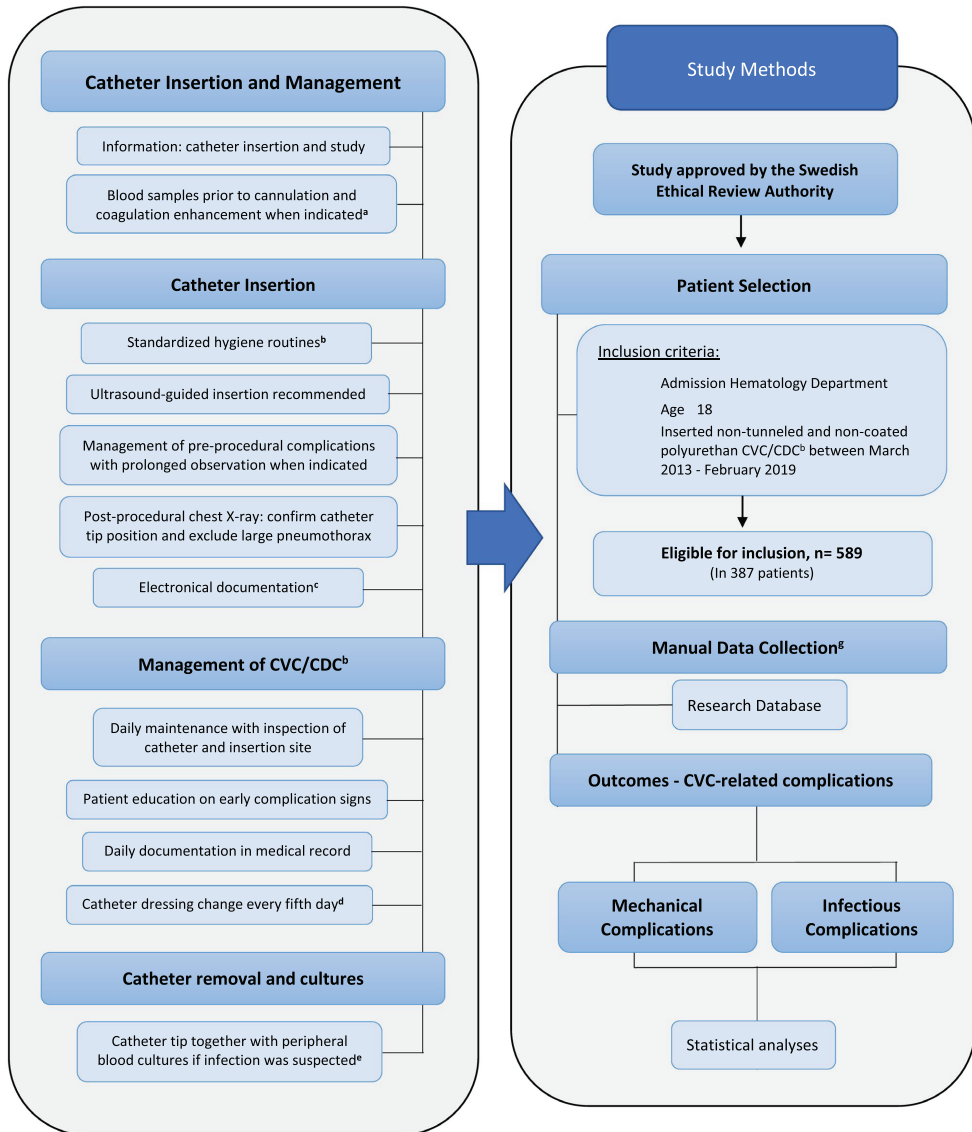 Catheter Insertion and Management
Information: catheter insertion and study
Blood samples prior to cannulation and
coagulation enhancement when indicatedᵃ
Catheter Insertion
Standardized hygiene routinesᵇ
Ultrasound-guided insertion recommended
Management of pre-procedural complications
with prolonged observation when indicated
Post-procedural chest X-ray: confirm catheter
tip position and exclude large pneumothorax
Electronical documentationᶜ
Management of CVC/CDCᵇ
Daily maintenance with inspection of
catheter and insertion site
Patient education on early complication signs
Daily documentation in medical record
Catheter dressing change every fifth dayᵈ
Catheter removal and cultures
Catheter tip together with peripheral
blood cultures if infection was suspectedᵉ
Study Methods
Study approved by the Swedish
Ethical Review Authority
Patient Selection
Inclusion criteria:
Admission Hematology Department
Age 18
Inserted non-tunneled and non-coated
polyurethan CVC/CDCᵇ between March
2013 - February 2019
Eligible for inclusion, n= 589
(In 387 patients)
Manual Data Collectionᵍ
Research Database
Outcomes - CVC-related complications
Mechanical
Complications
Infectious
Complications
Statistical analyses